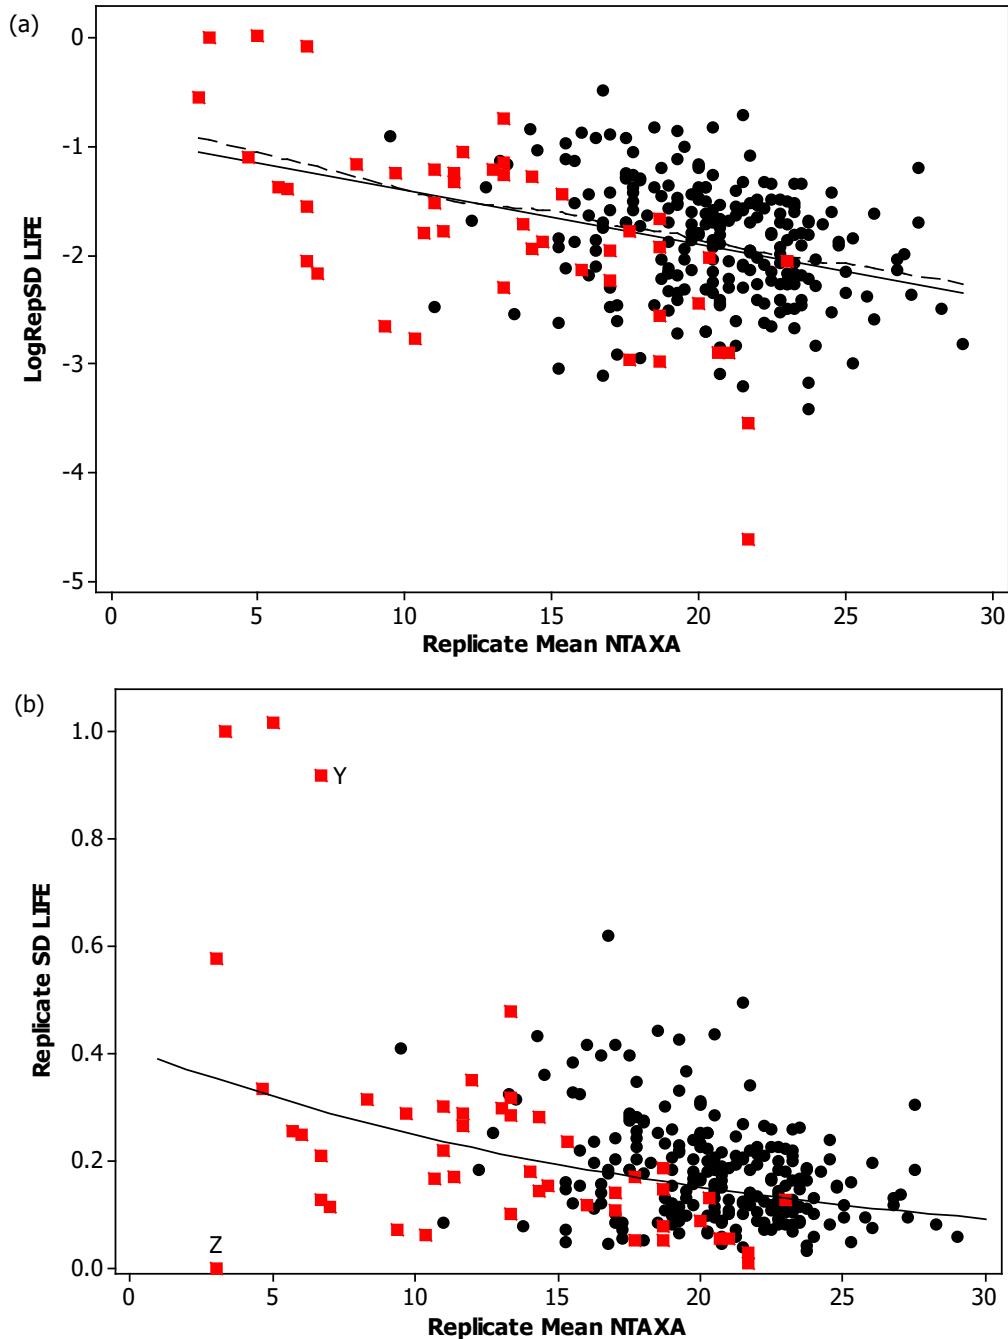 (a)
0
-1
-2
-3
-4
-5
LogRepSD LIFE
0 5 10 15 20 25 30
Replicate Mean NTAXA
(b)
1.0
0.8
0.6
0.4
0.2
0.0
Replicate SD LIFE
Y
Z
0 5 10 15 20 25 30
Replicate Mean NTAXA